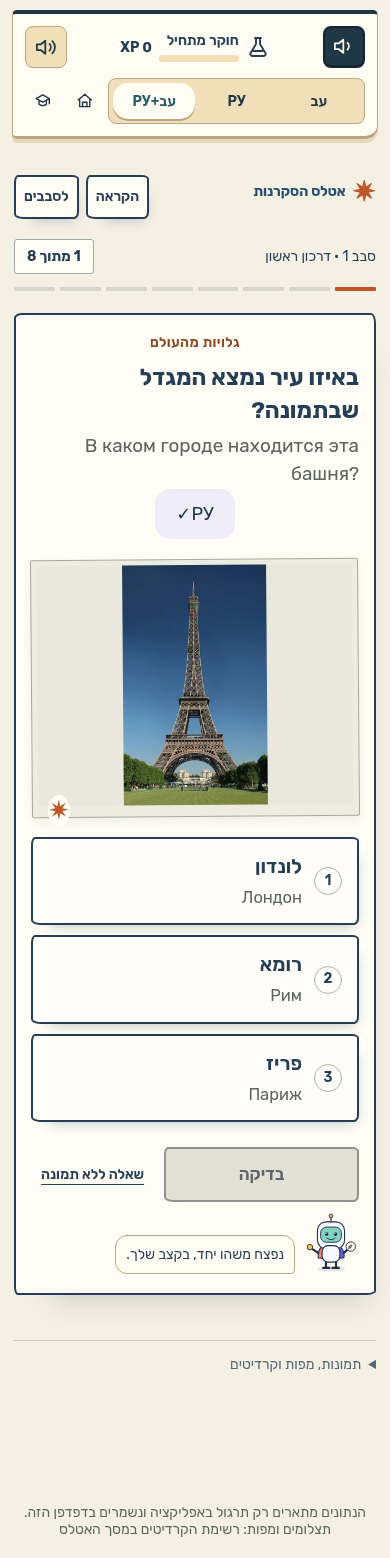 חוקר מתחיל
XP 0
עב
РУ
עב+РУ
אטלס הסקרנות
הקראה
לסבבים
סבב 1 • דרכון ראשון
1 מתוך 8
גלויות מהעולם
באיזו עיר נמצא המגדל
שבתמונה?
В каком городе находится эта
башня?
РУ✓
1
לונדון
Лондон
2
רומא
Рим
3
פריז
Париж
בדיקה
שאלה ללא תמונה
נפצח משהו יחד, בקצב שלך.
תמונות, מפות וקרדיטים
הנתונים מתארים רק תרגול באפליקציה ונשמרים בדפדפן הזה.
תצלומים ומפות: רשימת הקרדיטים במסך האטלס